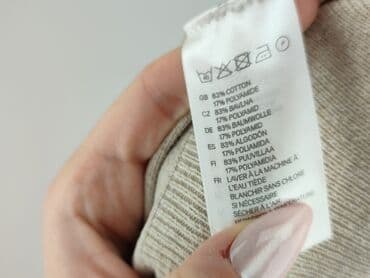 GB 83% COTTON
17% POLYAMIDE
CZ 83% BAVLNA
17% POLYAMID
DE 83% BAUMWOLLE
17% POLYAMID
ES 83% ALGODÓN
17% POLIAMIDA
FI 83% PUUVILLAA
17% POLYAMIDIA
FR LAVER À LA MACHINE À
L'EAU TIÈDE
BLANCHIR SANS CHLORE
SI NÉCESSAIRE
SÉCHER À L'AIR